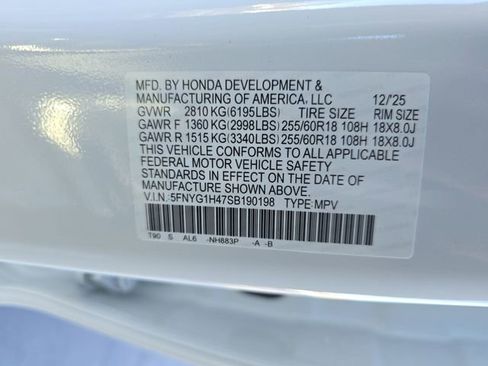 MFD. BY HONDA DEVELOPMENT &
MANUFACTURING OF AMERICA, LLC 12/'25
GVWR 2810 KG(6195LBS) TIRE SIZE RIM SIZE
GAWR F 1360 KG(2998LBS) 255/60R18 108H 18X8.0J
GAWR R 1515 KG(3340LBS) 255/60R18 108H 18X8.0J
THIS VEHICLE CONFORMS TO ALL APPLICABLE
FEDERAL MOTOR VEHICLE SAFETY
STANDARDS IN EFFECT ON THE DATE OF
MANUFACTURE SHOWN ABOVE.
V.I.N. 5FNYG1H47SB190198 TYPE-MPV
T90 S AL6 -NH883P -A -B